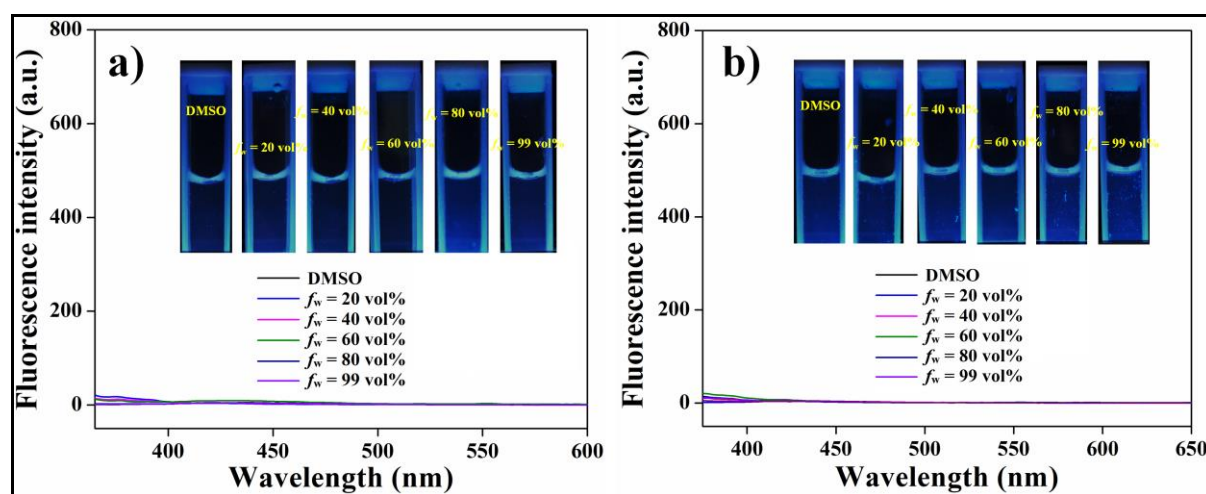 a)
Fluorescence intensity (a.u.)
800
600
400
200
0
DMSO
fw = 20 vol%
fw = 40 vol%
fw = 60 vol%
fw = 80 vol%
fw = 99 vol%
DMSO
fw = 20 vol%
fw = 40 vol%
fw = 60 vol%
fw = 80 vol%
fw = 99 vol%
400 450 500 550 600
Wavelength (nm)
b)
Fluorescence intensity (a.u.)
800
600
400
200
0
DMSO
fw = 20 vol%
fw = 40 vol%
fw = 60 vol%
fw = 80 vol%
fw = 99 vol%
DMSO
fw = 20 vol%
fw = 40 vol%
fw = 60 vol%
fw = 80 vol%
fw = 99 vol%
400 450 500 550 600 650
Wavelength (nm)